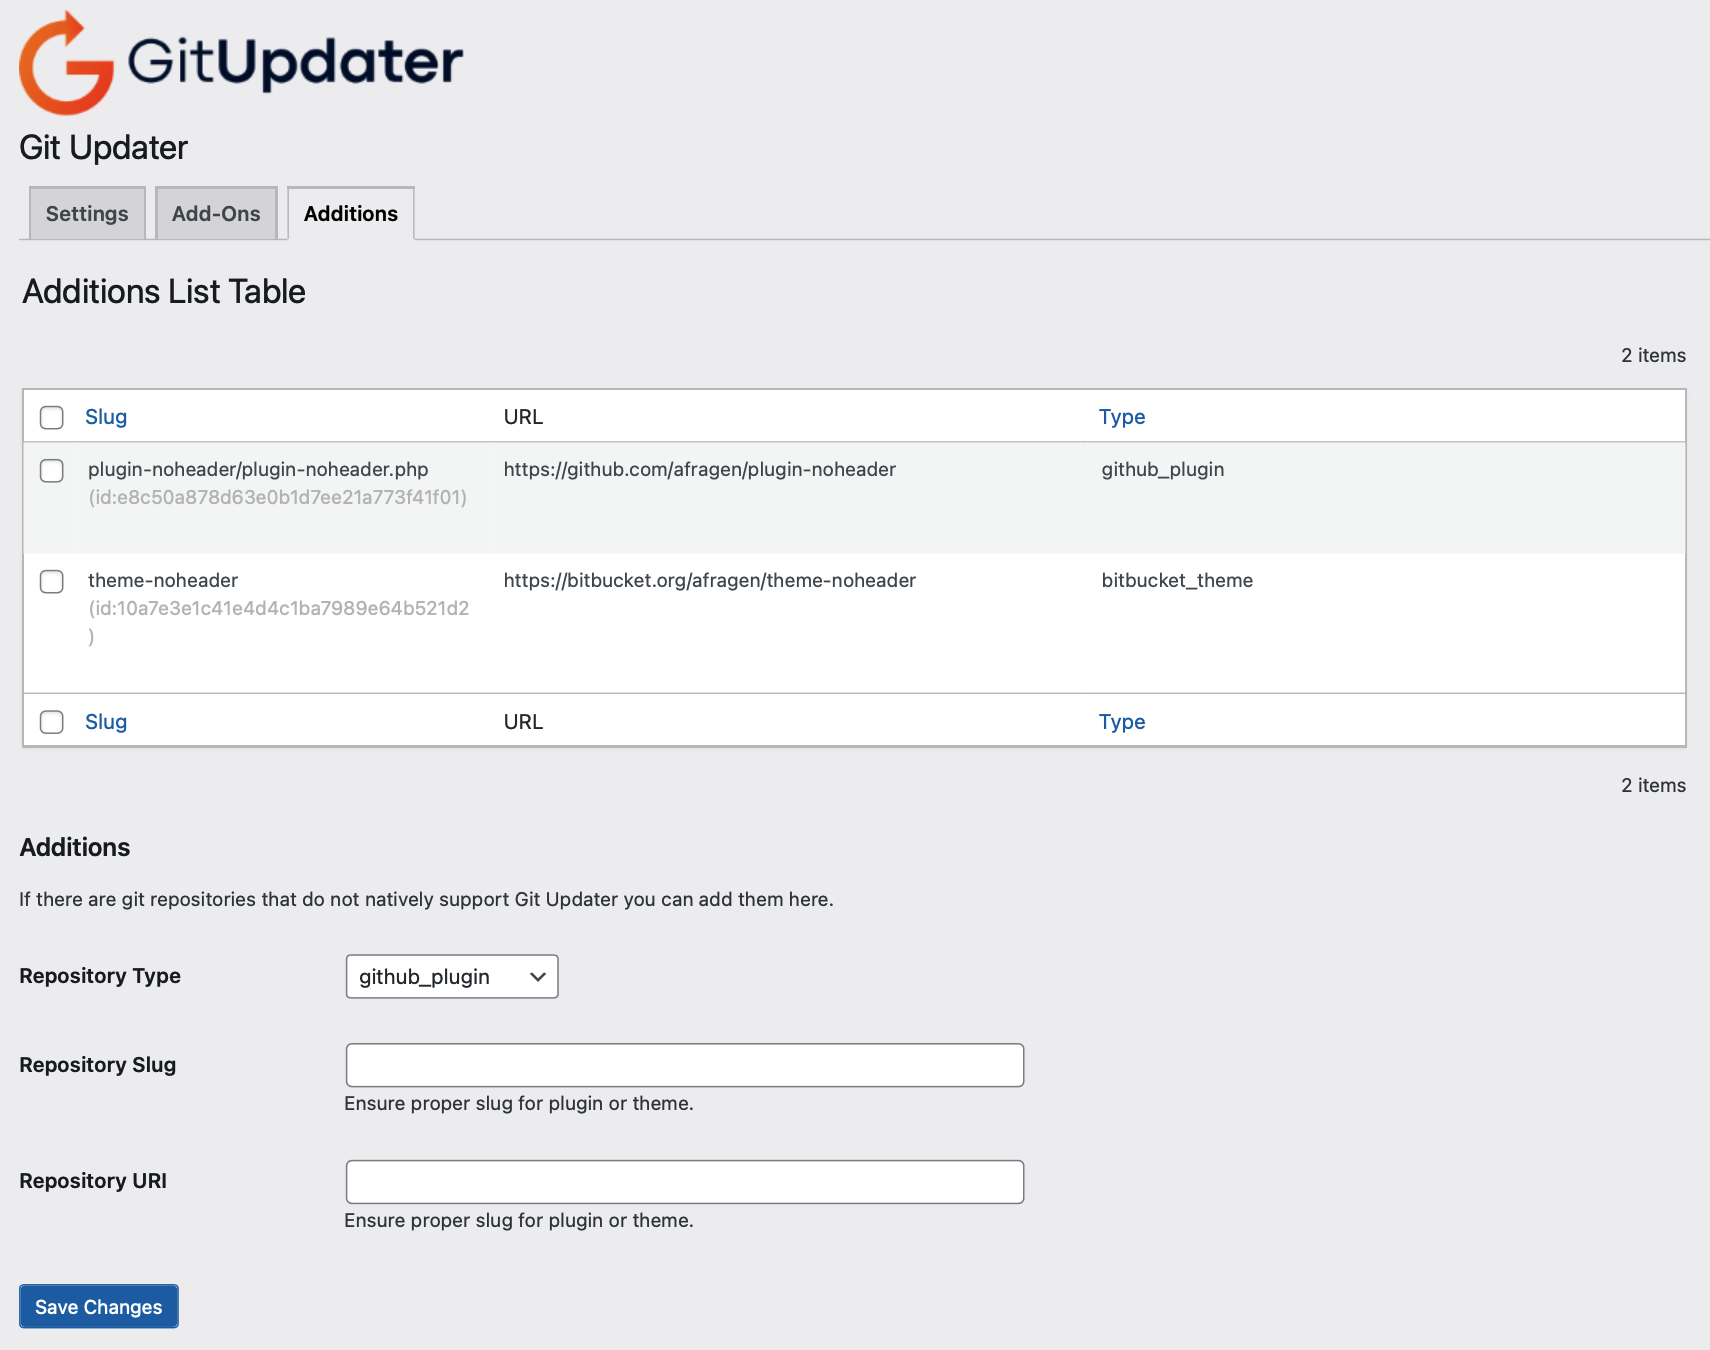 GitUpdater
Git Updater
Settings Add-Ons Additions
Additions List Table
2 items
Slug URL Type
plugin-noheader/plugin-noheader.php https://github.com/afragen/plugin-noheader github_plugin
(id:e8c50a878d63e0b1d7ee21a773f41f01)
theme-noheader https://bitbucket.org/afragen/theme-noheader bitbucket_theme
(id:10a7e3e1c41e4d4c1ba7989e64b521d2
)
Slug URL Type
2 items
Additions
If there are git repositories that do not natively support Git Updater you can add them here.
Repository Type github_plugin
Repository Slug
Ensure proper slug for plugin or theme.
Repository URI
Ensure proper slug for plugin or theme.
Save Changes